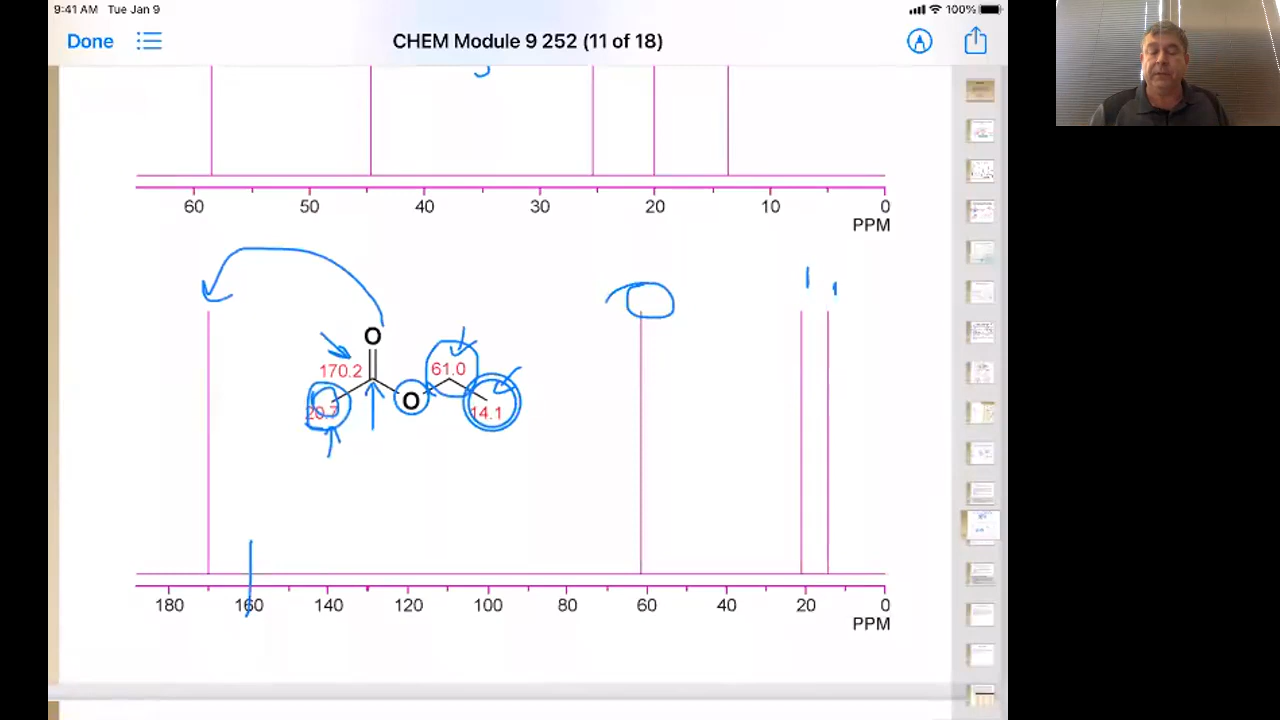 9:41 AM Tue Jan 9 100%
Done CHEM Module 9 252 (11 of 18)
60 50 40 30 20 10 0
PPM
O
170.2 61.0
20.7 O 14.1
180 160 140 120 100 80 60 40 20 0
PPM